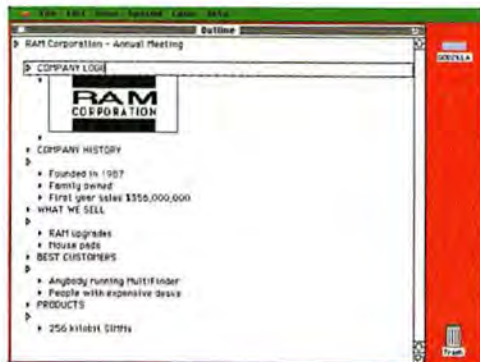 File Edit View Special Color Help
Outline
RAM Corporation - Annual Meeting
GODZILLA
COMPANY LOGO
RAM
CORPORATION
COMPANY HISTORY
Founded in 1987
Family owned
First year sales $356,000,000
WHAT WE SELL
RAM upgrades
Mouse pads
BEST CUSTOMERS
Anybody running MultiFinder
People with expensive desks
PRODUCTS
256 kilobit SIMMs
Trash